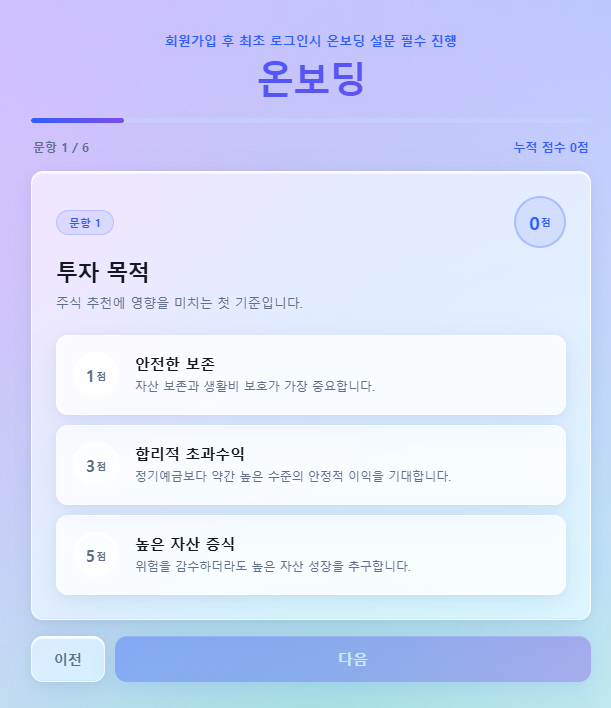 회원가입 후 최초 로그인시 온보딩 설문 필수 진행
온보딩
문항 1 / 6
누적 점수 0점
문항 1
0점
투자 목적
주식 추천에 영향을 미치는 첫 기준입니다.
1점
안전한 보존
자산 보존과 생활비 보호가 가장 중요합니다.
3점
합리적 초과수익
정기예금보다 약간 높은 수준의 안정적 이익을 기대합니다.
5점
높은 자산 증식
위험을 감수하더라도 높은 자산 성장을 추구합니다.
이전
다음